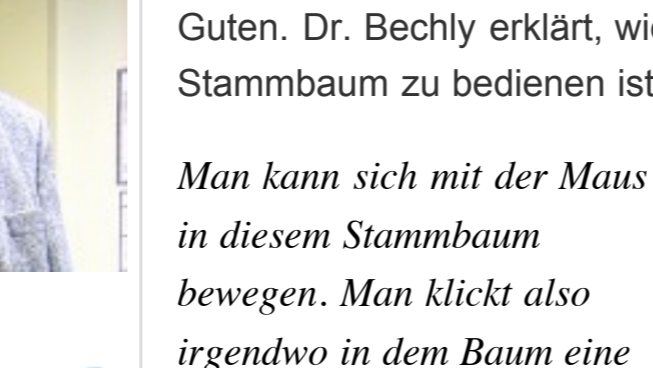 Guten. Dr. Bechly erklärt,
Stammbaum zu bedienen ist
Man kann sich mit der Maus
in diesem Stammbaum
bewegen. Man klickt also
irgendwo in dem Baum eine